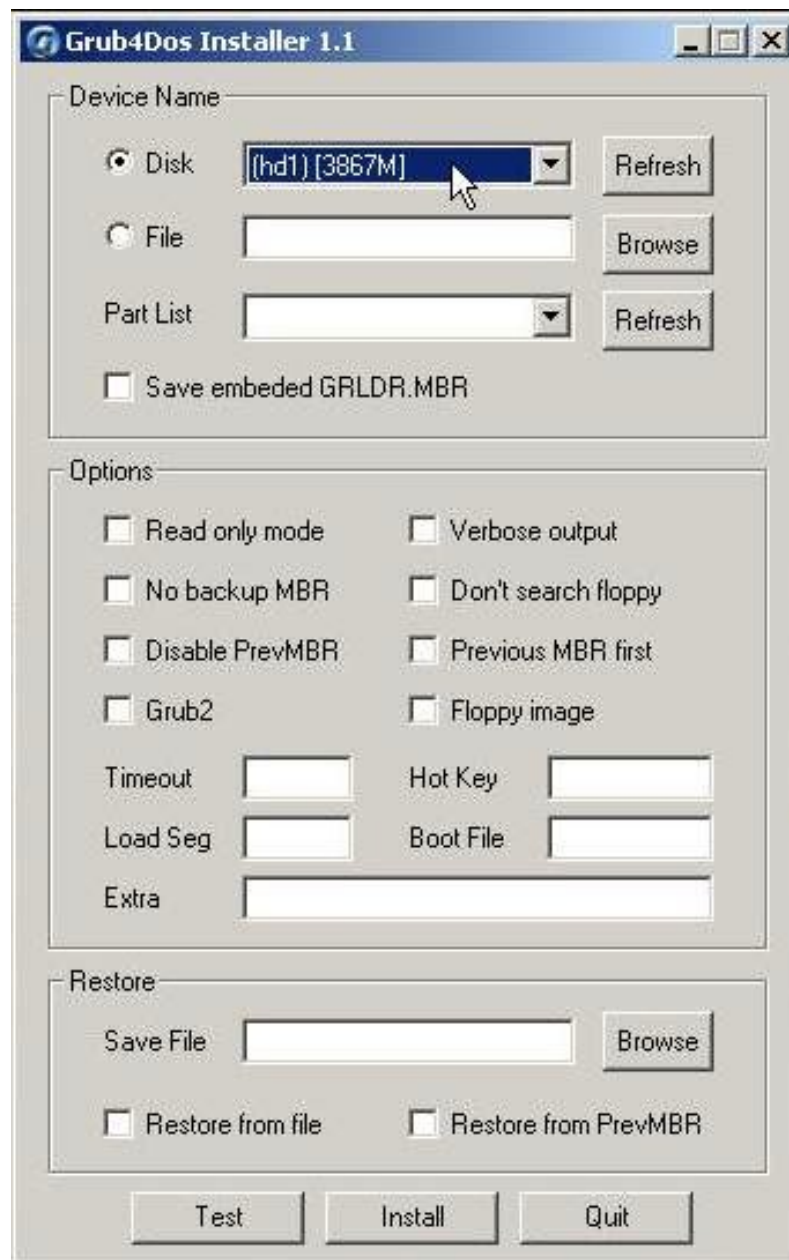 Grub4Dos Installer 1.1
Device Name
Disk (hd1) [3867M] Refresh
File Browse
Part List Refresh
Save embeded GRLDR.MBR
Options
Read only mode Verbose output
No backup MBR Don't search floppy
Disable PrevMBR Previous MBR first
Grub2 Floppy image
Timeout Hot Key
Load Seg Boot File
Extra
Restore
Save File Browse
Restore from file Restore from PrevMBR
Test Install Quit